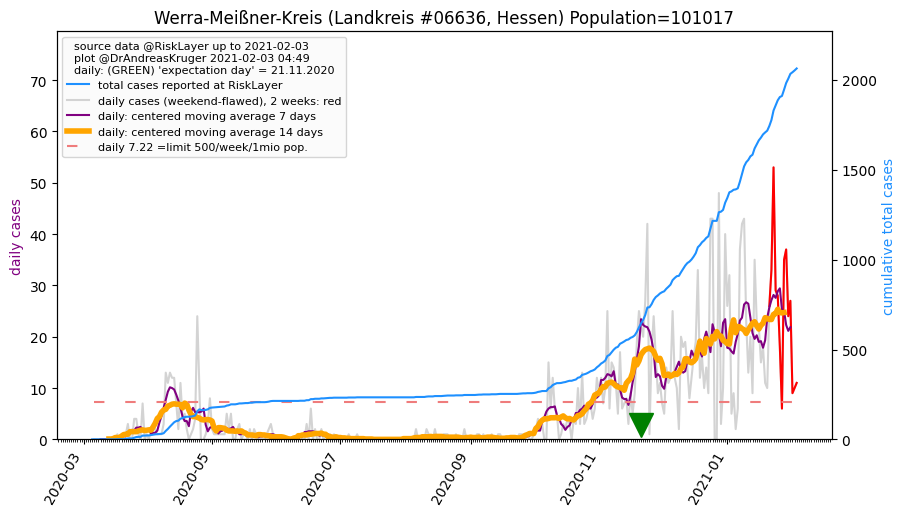 Werra-Meißner-Kreis (Landkreis #06636, Hessen) Population=101017
source data @RiskLayer up to 2021-02-03
plot @DrAndreasKruger 2021-02-03 04:49
daily: (GREEN) 'expectation day' = 21.11.2020
total cases reported at RiskLayer
daily cases (weekend-flawed), 2 weeks: red
daily: centered moving average 7 days
daily: centered moving average 14 days
daily 7.22 =limit 500/week/1mio pop.
daily cases
70
60
50
40
30
20
10
0
cumulative total cases
2000
1500
1000
500
0
2020-03
2020-05
2020-07
2020-09
2020-11
2021-01